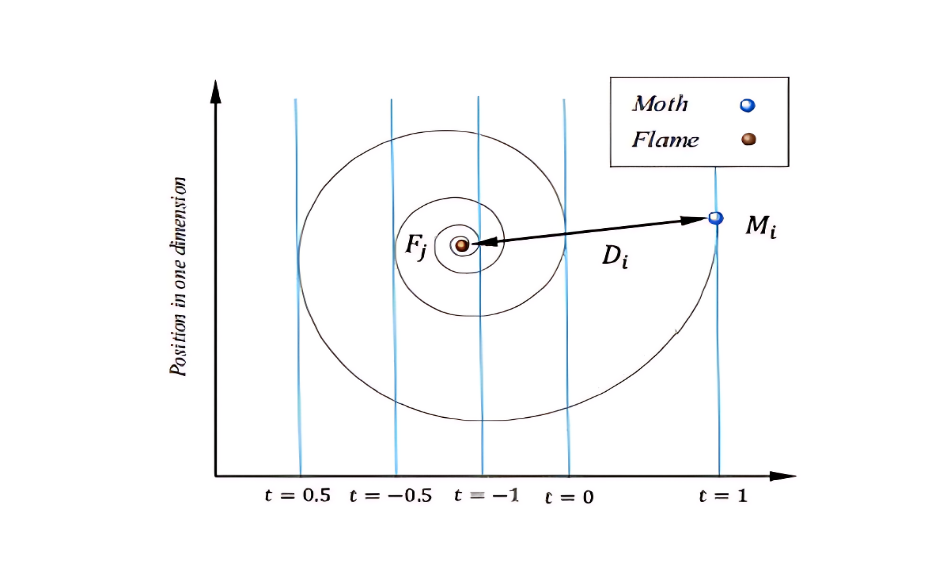 Moth
Flame
Position in one dimension
F_j
D_i
M_i
t = 0.5
t = −0.5
t = −1
t = 0
t = 1